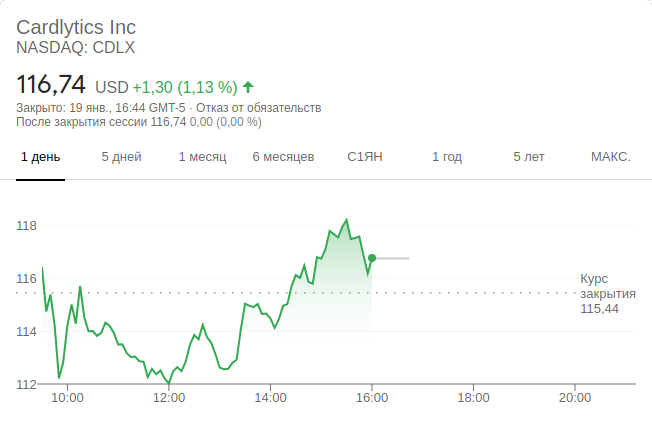 Cardlytics Inc
NASDAQ: CDLX
116,74 USD +1,30 (1,13 %)
Закрыто: 19 янв., 16:44 GMT-5 · Отказ от обязательств
После закрытия сессии 116,74 0,00 (0,00 %)
1 день 5 дней 1 месяц 6 месяцев С1ЯН 1 год 5 лет МАКС.
118
116
Курс
закрытия
115,44
114
112
10:00 12:00 14:00 16:00 18:00 20:00